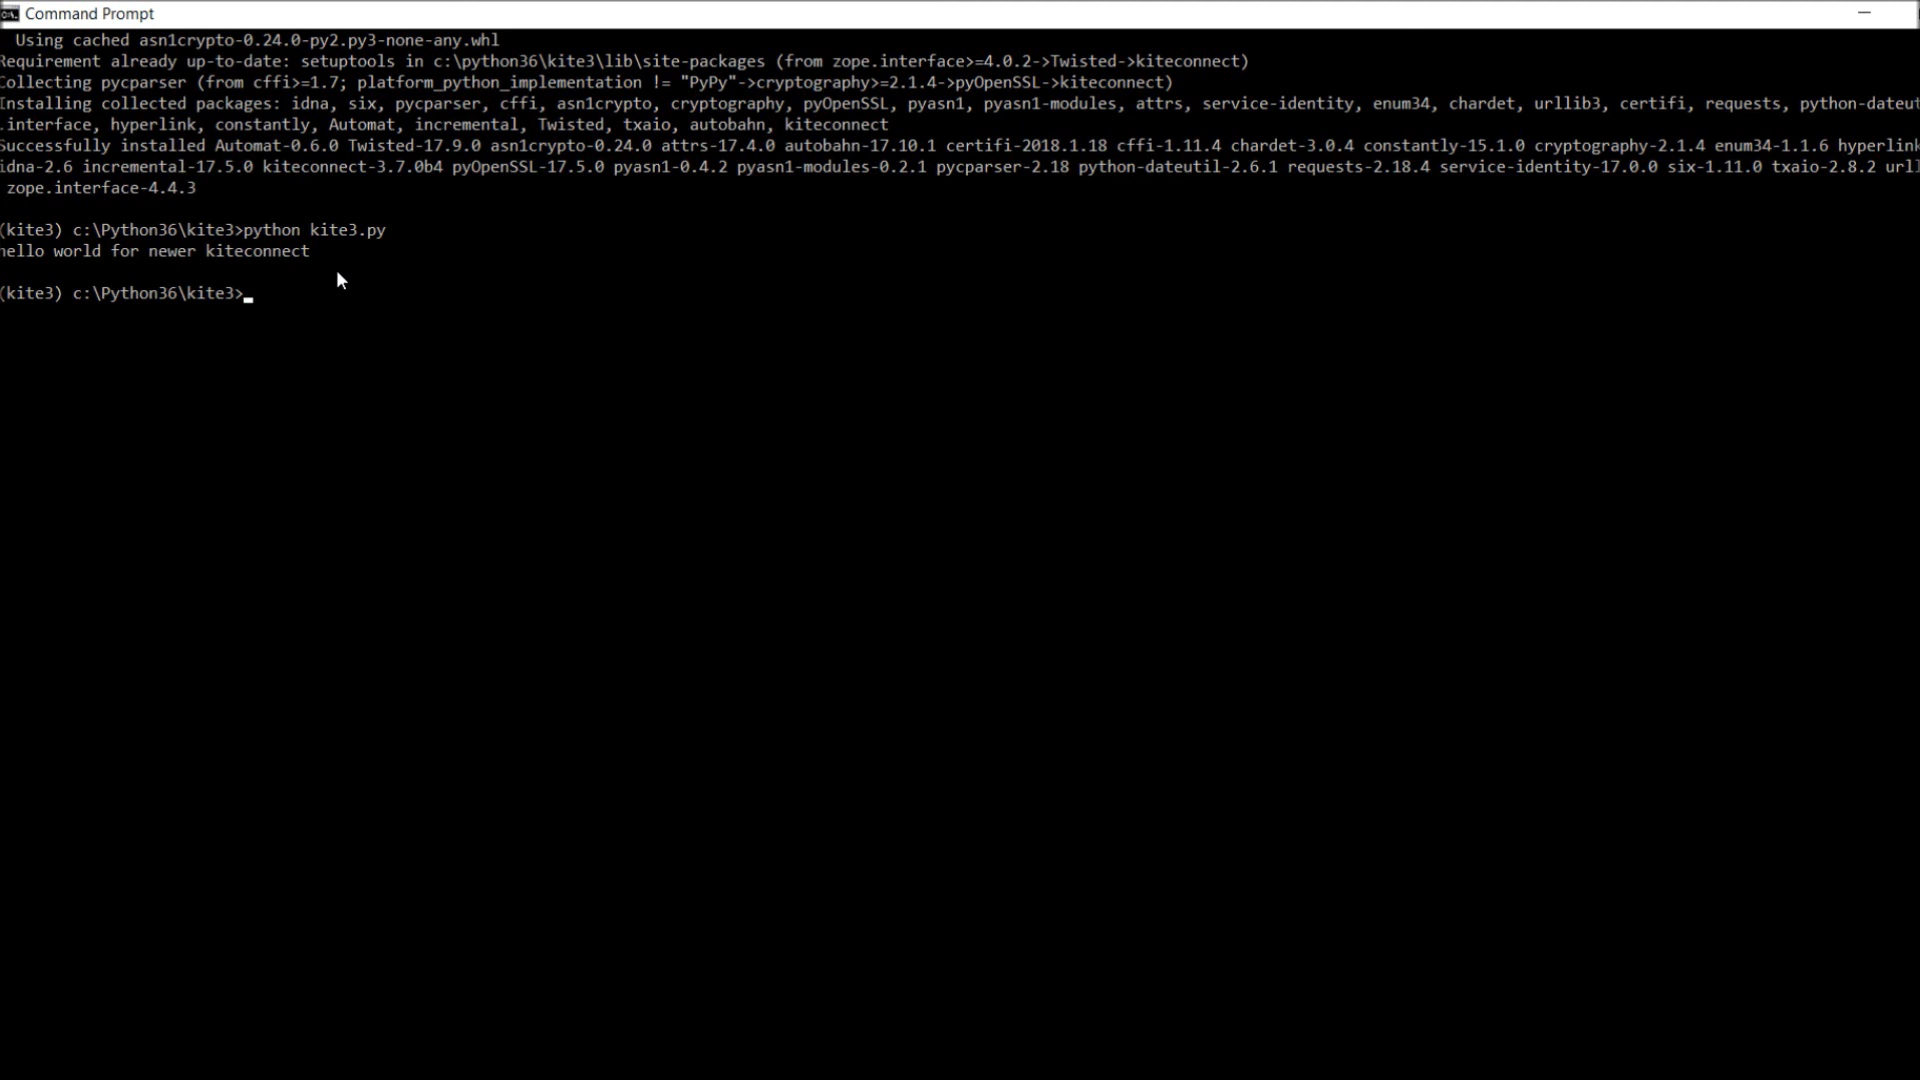 Command Prompt
Using cached asn1crypto-0.24.0-py2.py3-none-any.whl
Requirement already up-to-date: setuptools in c:\python36\kite3\lib\site-packages (from zope.interface>=4.0.2->Twisted->kiteconnect)
Collecting pycparser (from cffi>=1.7; platform_python_implementation != "PyPy"->cryptography>=2.1.4->pyOpenSSL->kiteconnect)
Installing collected packages: idna, six, pycparser, cffi, asn1crypto, cryptography, pyOpenSSL, pyasn1, pyasn1-modules, attrs, service-identity, enum34, chardet, urllib3, certifi, requests, python-dateut
.interface, hyperlink, constantly, Automat, incremental, Twisted, txaio, autobahn, kiteconnect
Successfully installed Automat-0.6.0 Twisted-17.9.0 asn1crypto-0.24.0 attrs-17.4.0 autobahn-17.10.1 certifi-2018.1.18 cffi-1.11.4 chardet-3.0.4 constantly-15.1.0 cryptography-2.1.4 enum34-1.1.6 hyperlink
idna-2.6 incremental-17.5.0 kiteconnect-3.7.0b4 pyOpenSSL-17.5.0 pyasn1-0.4.2 pyasn1-modules-0.2.1 pycparser-2.18 python-dateutil-2.6.1 requests-2.18.4 service-identity-17.0.0 six-1.11.0 txaio-2.8.2 url
zope.interface-4.4.3
(kite3) c:\Python36\kite3>python kite3.py
hello world for newer kiteconnect
(kite3) c:\Python36\kite3>